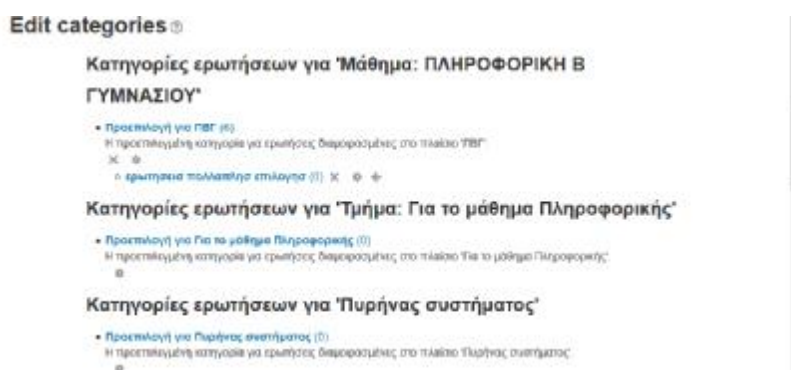 Edit categories
Κατηγορίες ερωτήσεων για 'Μάθημα: ΠΛΗΡΟΦΟΡΙΚΗ Β
ΓΥΜΝΑΣΙΟΥ'
Προεπιλογή για ΠΒΓ (6)
Η προεπιλεγμένη κατηγορία για ερωτήσεις διαμοιρασμένες στο πλαίσιο 'ΠΒΓ'
ερωτησεισ πολλαπλησ επιλογησ (0)
Κατηγορίες ερωτήσεων για 'Τμήμα: Για το μάθημα Πληροφορικής'
Προεπιλογή για Για το μάθημα Πληροφορικής (0)
Η προεπιλεγμένη κατηγορία για ερωτήσεις διαμοιρασμένες στο πλαίσιο 'Για το μάθημα Πληροφορικής'
Κατηγορίες ερωτήσεων για 'Πυρήνας συστήματος'
Προεπιλογή για Πυρήνας συστήματος (0)
Η προεπιλεγμένη κατηγορία για ερωτήσεις διαμοιρασμένες στο πλαίσιο 'Πυρήνας συστήματος'